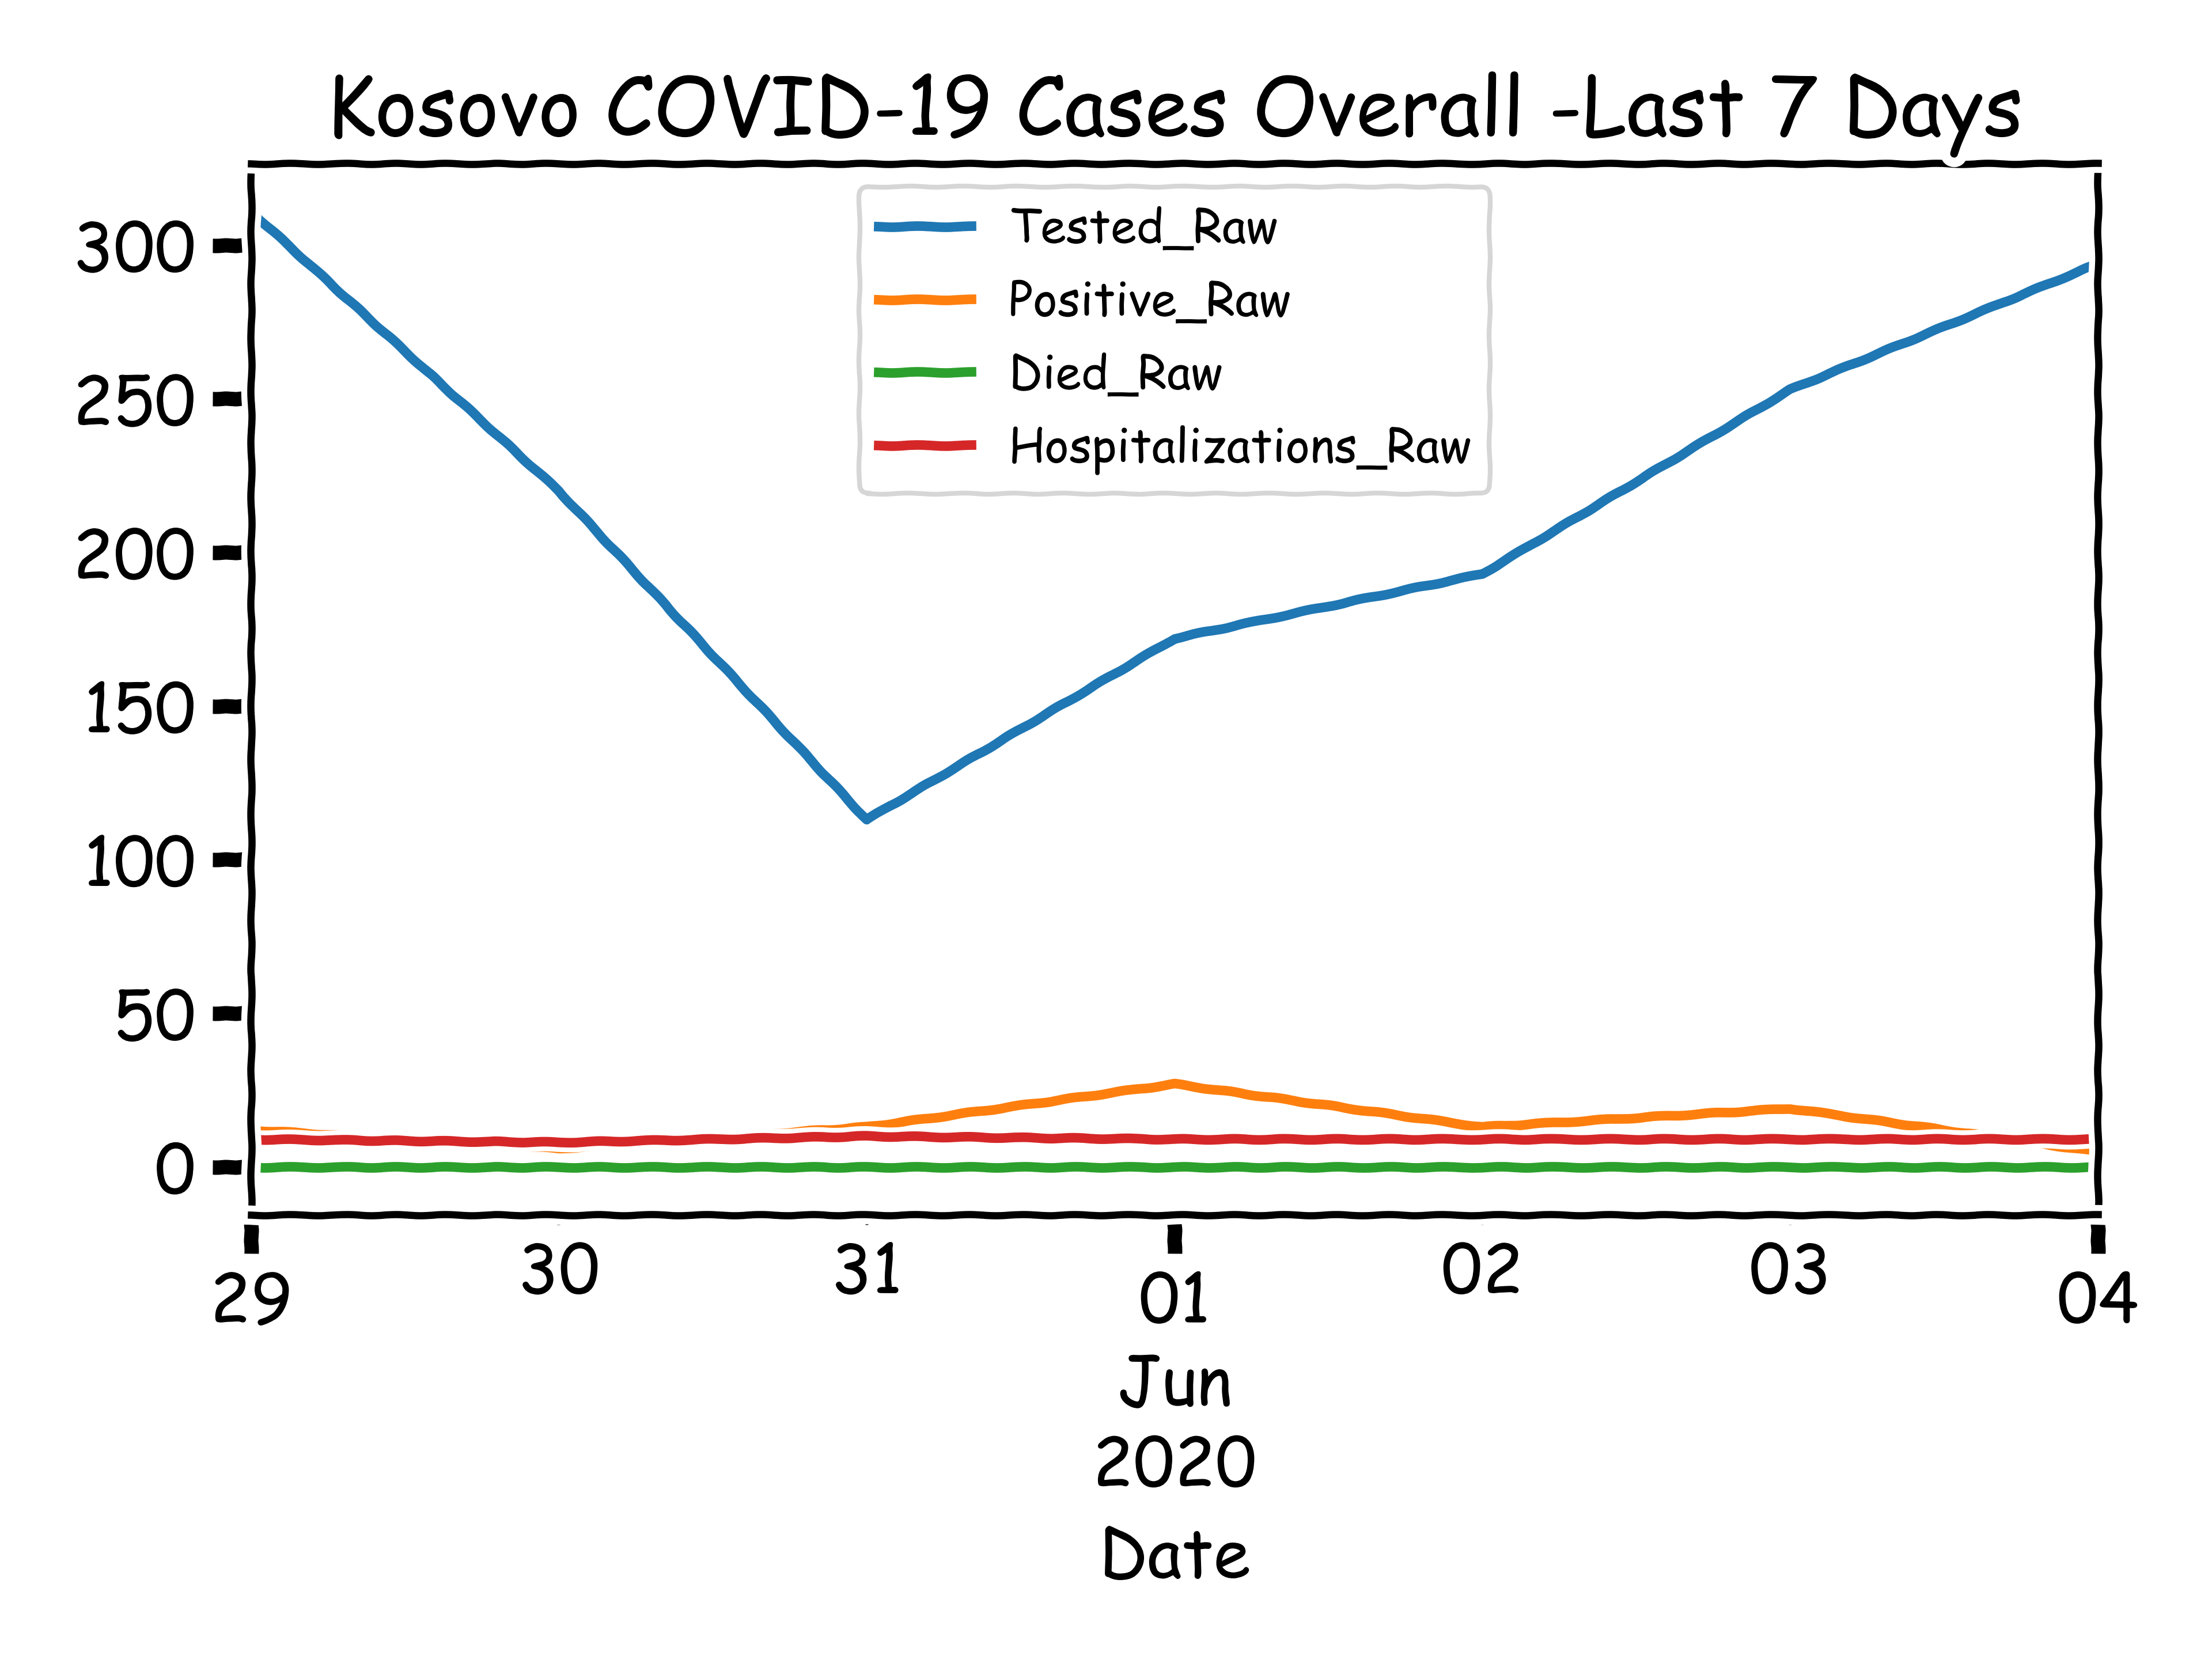 Kosovo COVID-19 Cases Overall -Last 7 Days
Tested_Raw
Positive_Raw
Died_Raw
Hospitalizations_Raw
300
250
200
150
100
50
0
29 30 31 01 02 03 04
Jun
2020
Date